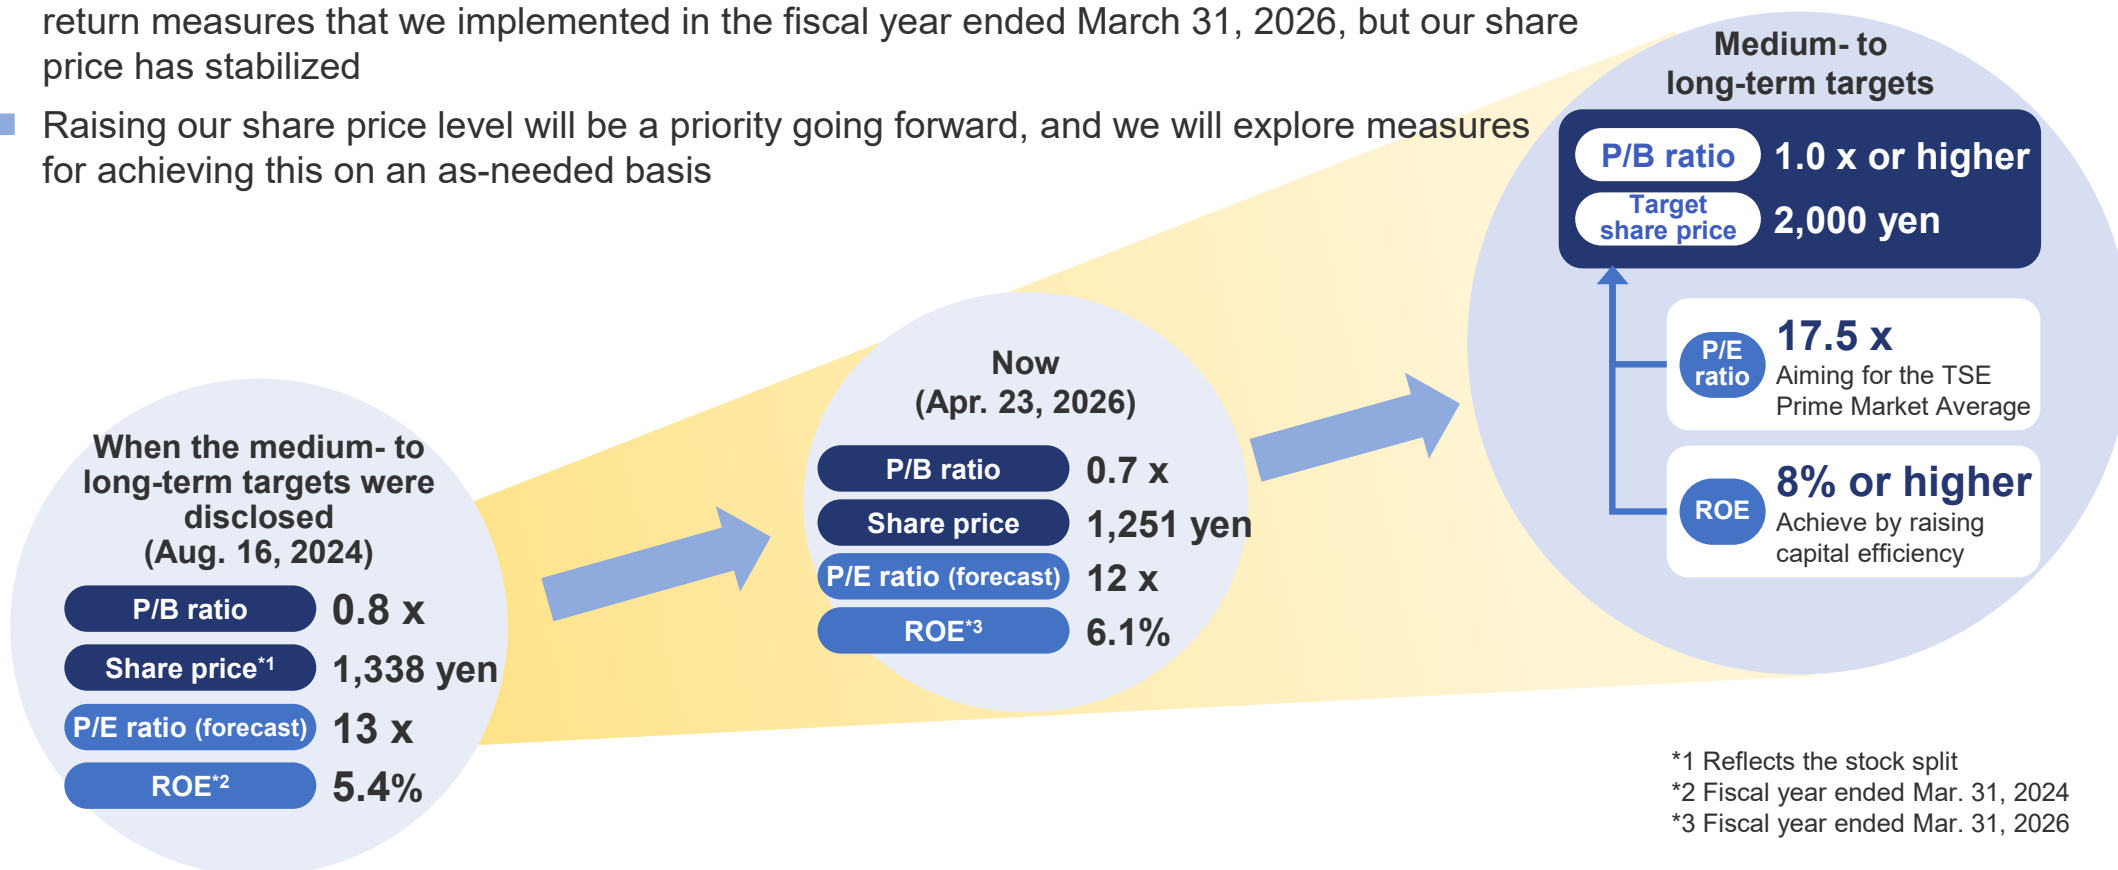 return measures that we implemented in the fiscal year ended March 31, 2026, but our share
price has stabilized
Raising our share price level will be a priority going forward, and we will explore measures
for achieving this on an as-needed basis
When the medium- to
long-term targets were
disclosed
(Aug. 16, 2024)
P/B ratio 0.8 x
Share price*1 1,338 yen
P/E ratio (forecast) 13 x
ROE*2 5.4%
Now
(Apr. 23, 2026)
P/B ratio 0.7 x
Share price 1,251 yen
P/E ratio (forecast) 12 x
ROE*3 6.1%
Medium- to
long-term targets
P/B ratio 1.0 x or higher
Target
share price
2,000 yen
P/E
ratio
17.5 x
Aiming for the TSE
Prime Market Average
ROE
8% or higher
Achieve by raising
capital efficiency
*1 Reflects the stock split
*2 Fiscal year ended Mar. 31, 2024
*3 Fiscal year ended Mar. 31, 2026